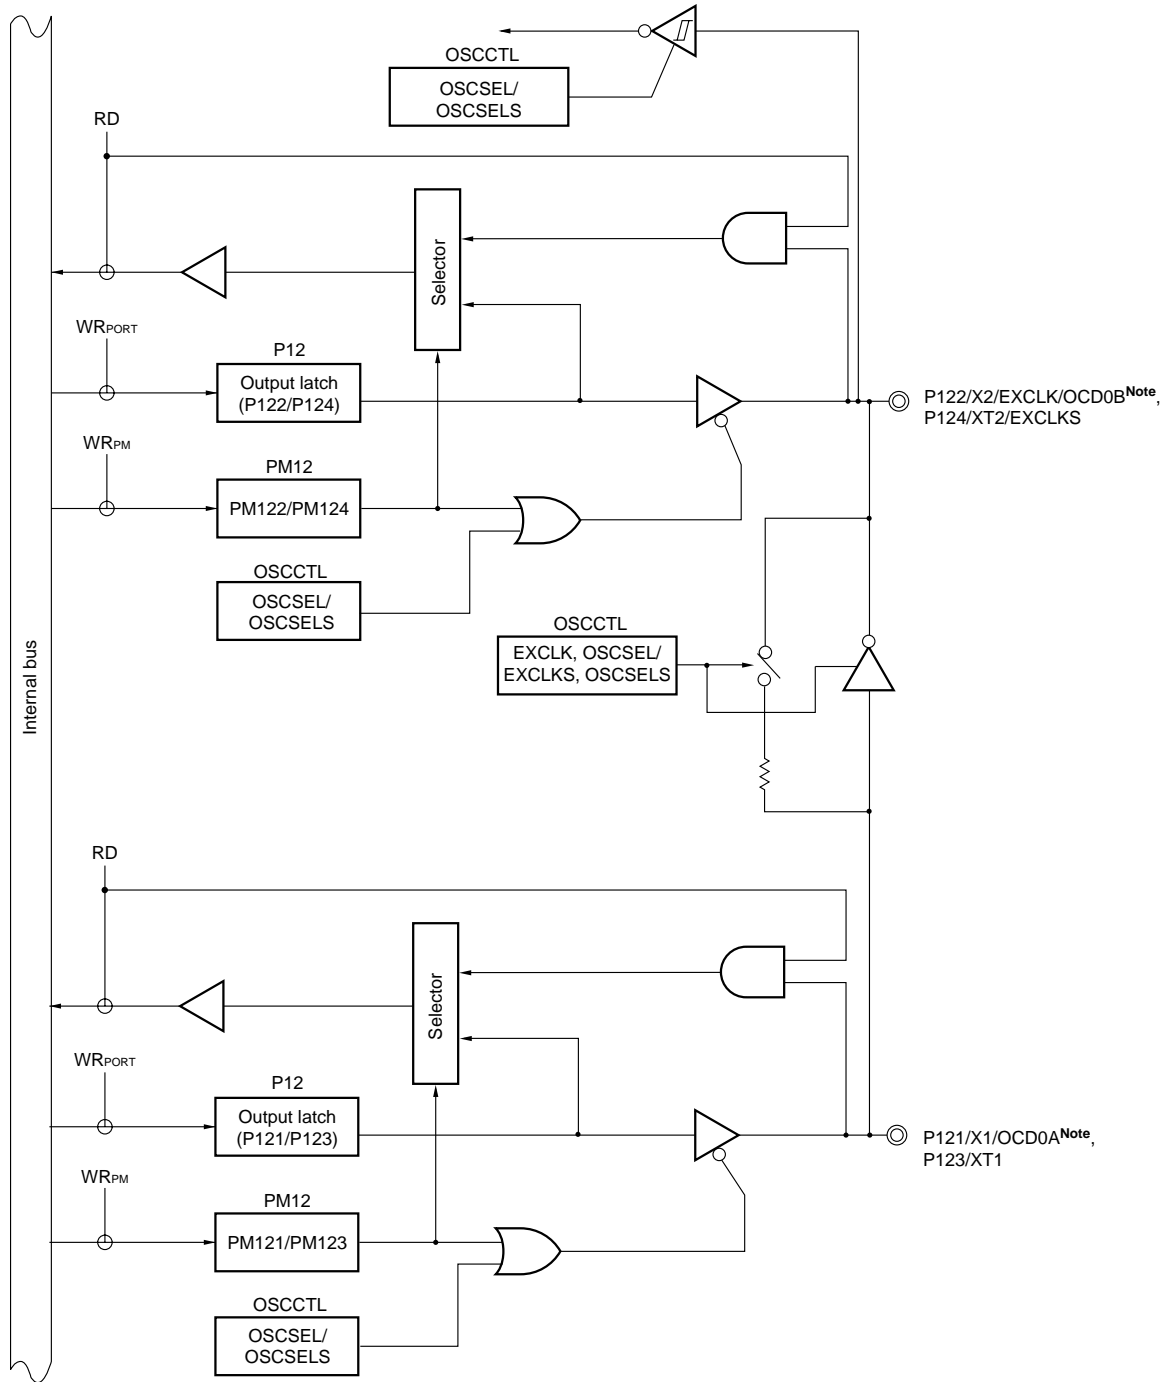 OSCCTL
OSCSEL/
OSCSELS
RD
Selector
WRPORT
P12
Output latch
(P122/P124)
P122/X2/EXCLK/OCD0BNote,
P124/XT2/EXCLKS
WRPM
PM12
PM122/PM124
OSCCTL
OSCSEL/
OSCSELS
OSCCTL
EXCLK, OSCSEL/
EXCLKS, OSCSELS
Internal bus
RD
Selector
WRPORT
P12
Output latch
(P121/P123)
P121/X1/OCD0ANote,
P123/XT1
WRPM
PM12
PM121/PM123
OSCCTL
OSCSEL/
OSCSELS